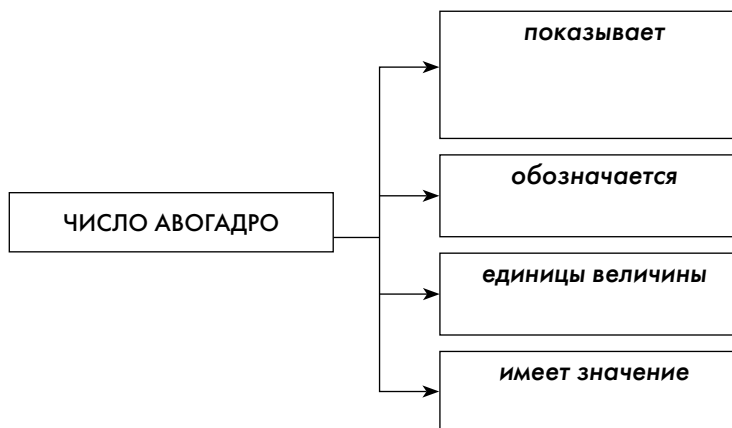 показывает
обозначается
ЧИСЛО АВОГАДРО
единицы величины
имеет значение